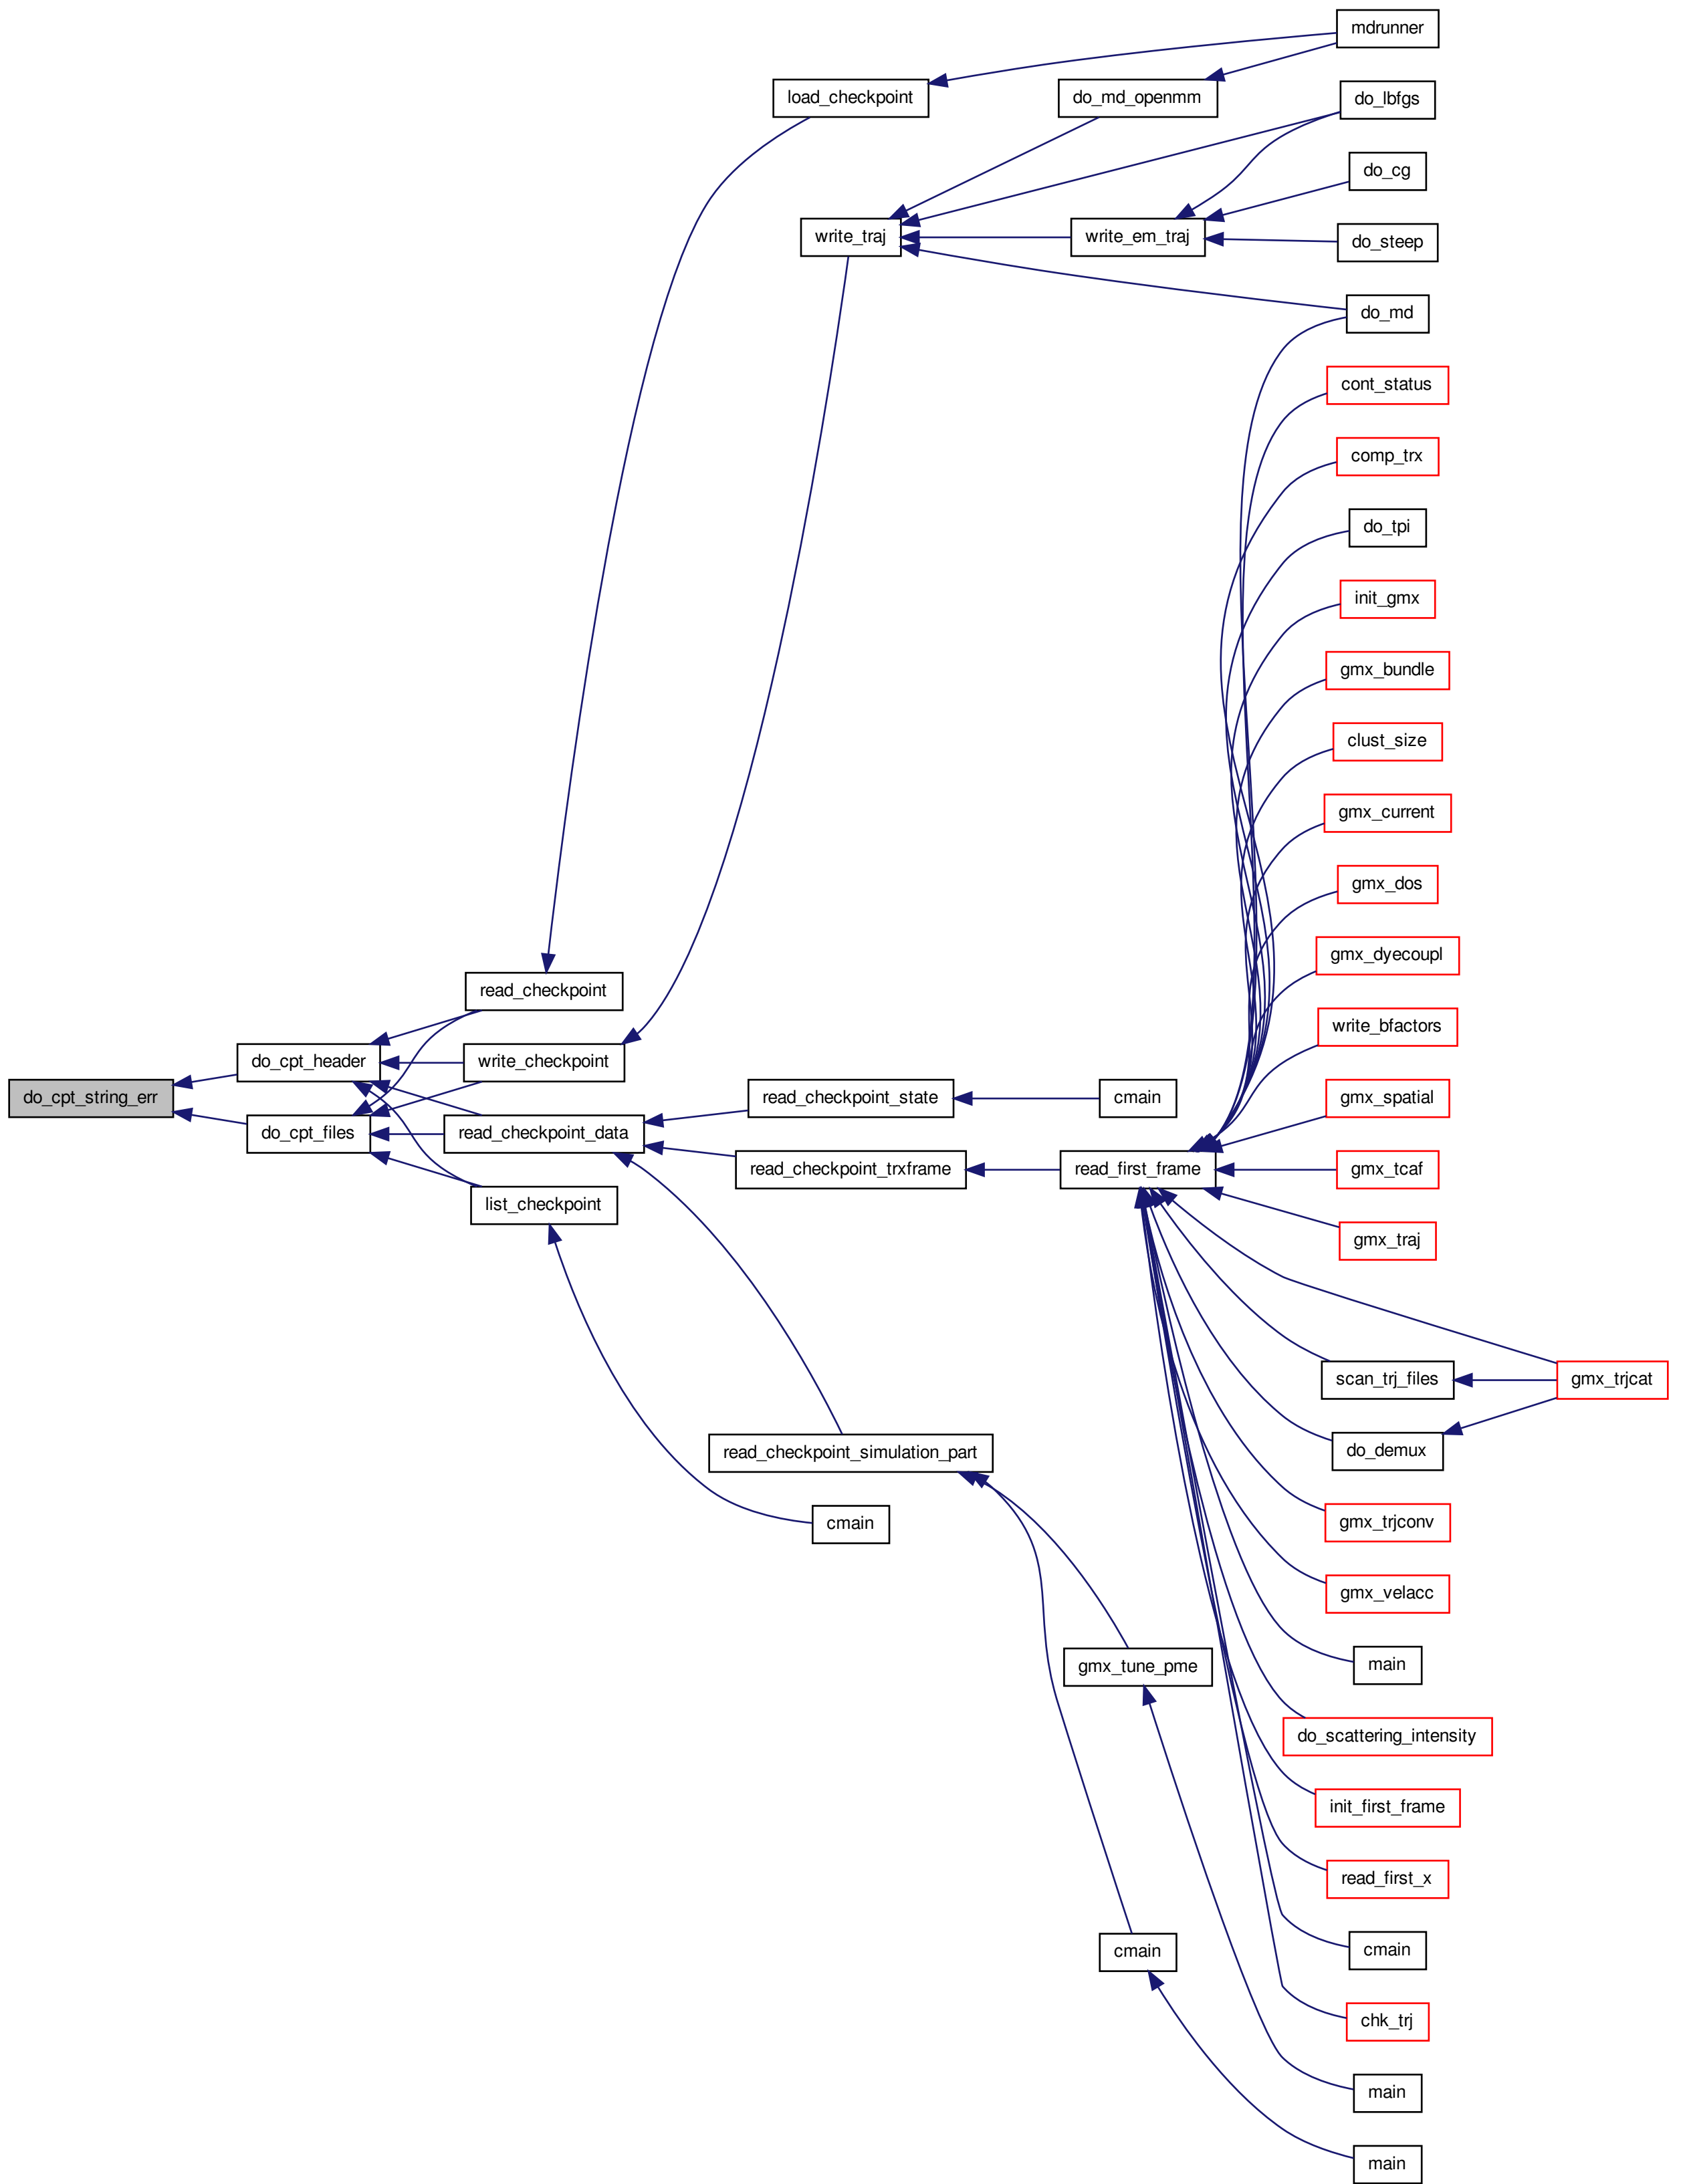 mdrunner
load_checkpoint
do_md_openmm
do_lbfgs
do_cg
write_traj
write_em_traj
do_steep
do_md
cont_status
comp_trx
do_tpi
init_gmx
gmx_bundle
clust_size
gmx_current
gmx_dos
gmx_dyecoupl
read_checkpoint
write_bfactors
do_cpt_header
write_checkpoint
do_cpt_string_err
read_checkpoint_state
cmain
gmx_spatial
do_cpt_files
read_checkpoint_data
read_checkpoint_trxframe
read_first_frame
gmx_tcaf
list_checkpoint
gmx_traj
scan_trj_files
gmx_trjcat
read_checkpoint_simulation_part
do_demux
cmain
gmx_trjconv
gmx_velacc
gmx_tune_pme
main
do_scattering_intensity
init_first_frame
read_first_x
cmain
cmain
chk_trj
main
main